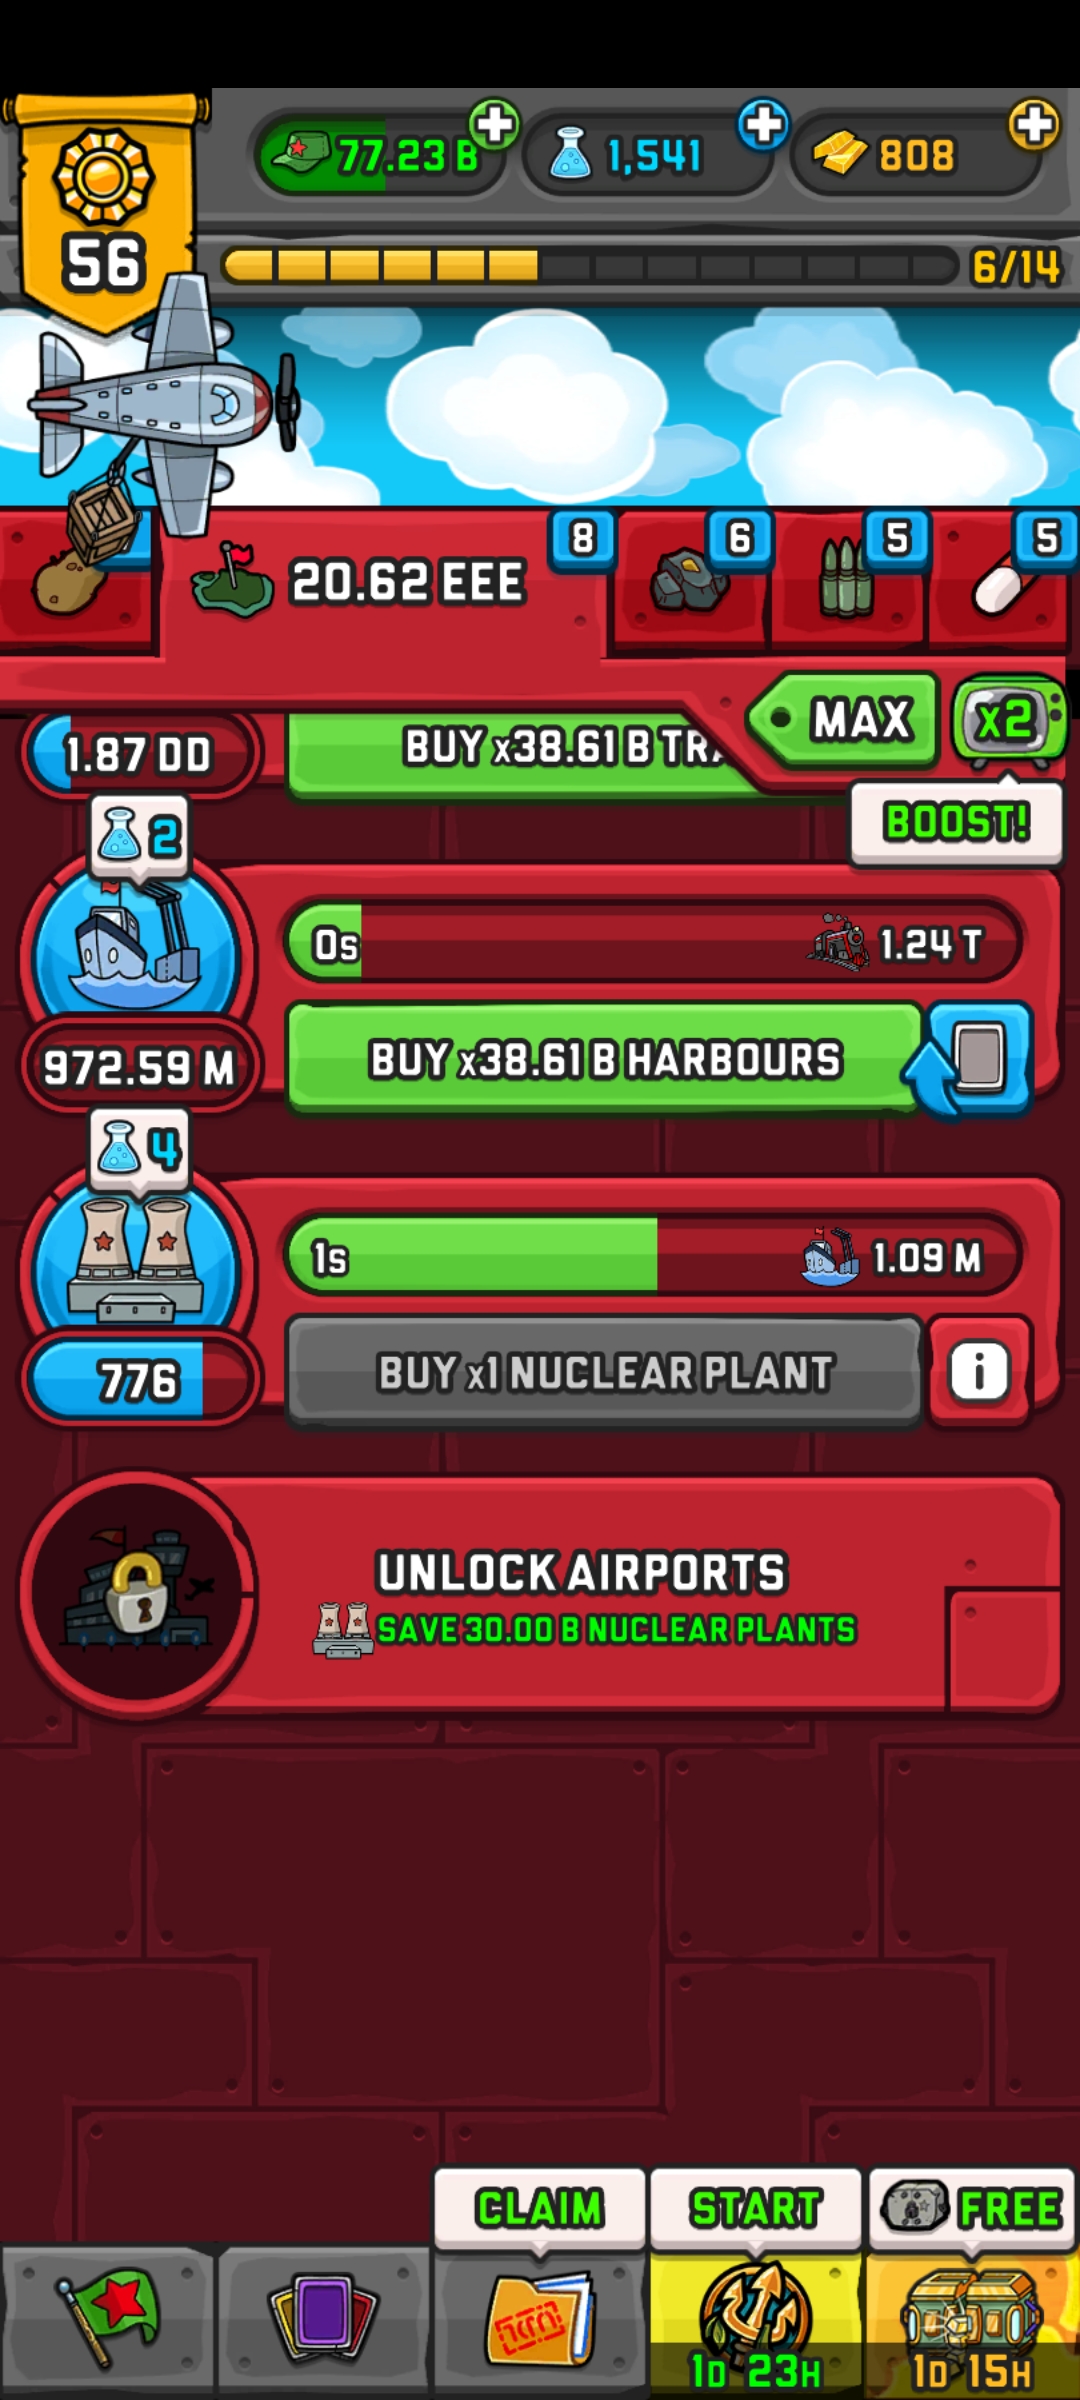 77.23 B
1,541
808
56
6/14
20.62 EEE
8
6
5
5
MAX
x2
1.87 DD
BUY x38.61 B
BOOST!
2
0s
1.24 T
972.59 M
BUY x38.61 B HARBOURS
4
1s
1.09 M
776
BUY x1 NUCLEAR PLANT
i
UNLOCK AIRPORTS
SAVE 30.00 B NUCLEAR PLANTS
CLAIM
START
FREE
1D 23H
1D 15H